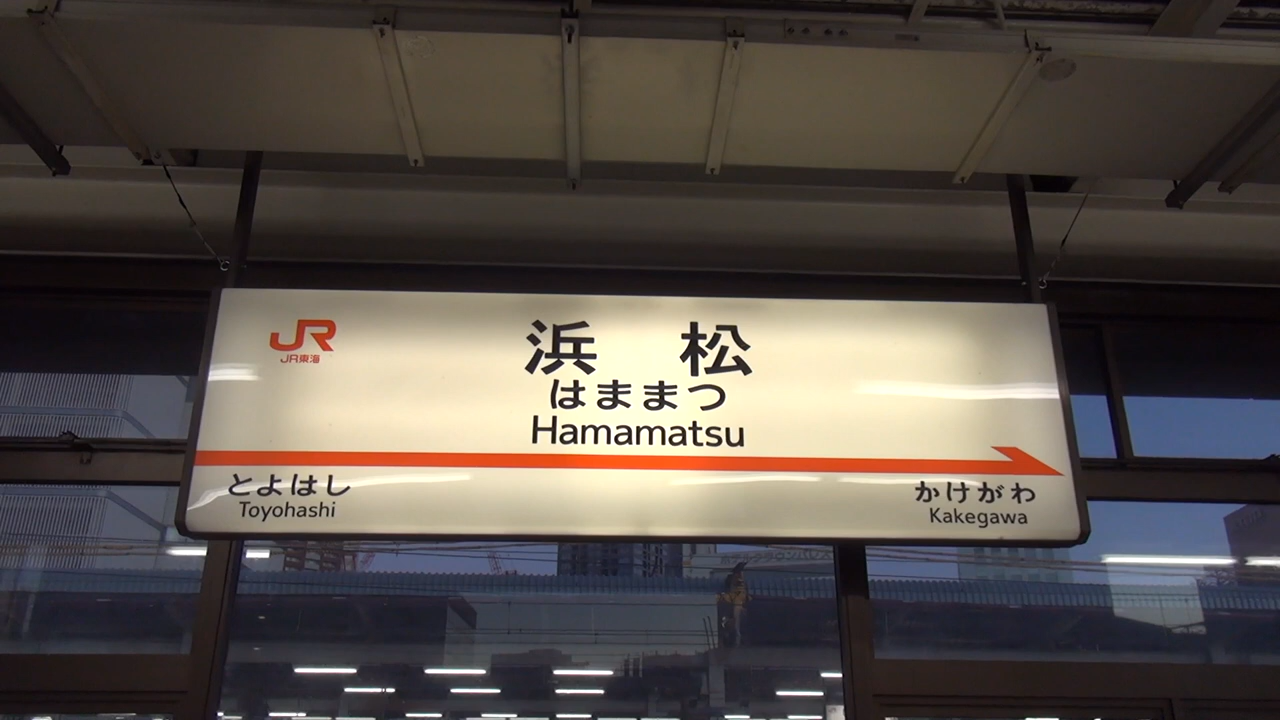 JR
JR東海
浜 松
はままつ
Hamamatsu
とよはし
Toyohashi
かけがわ
Kakegawa